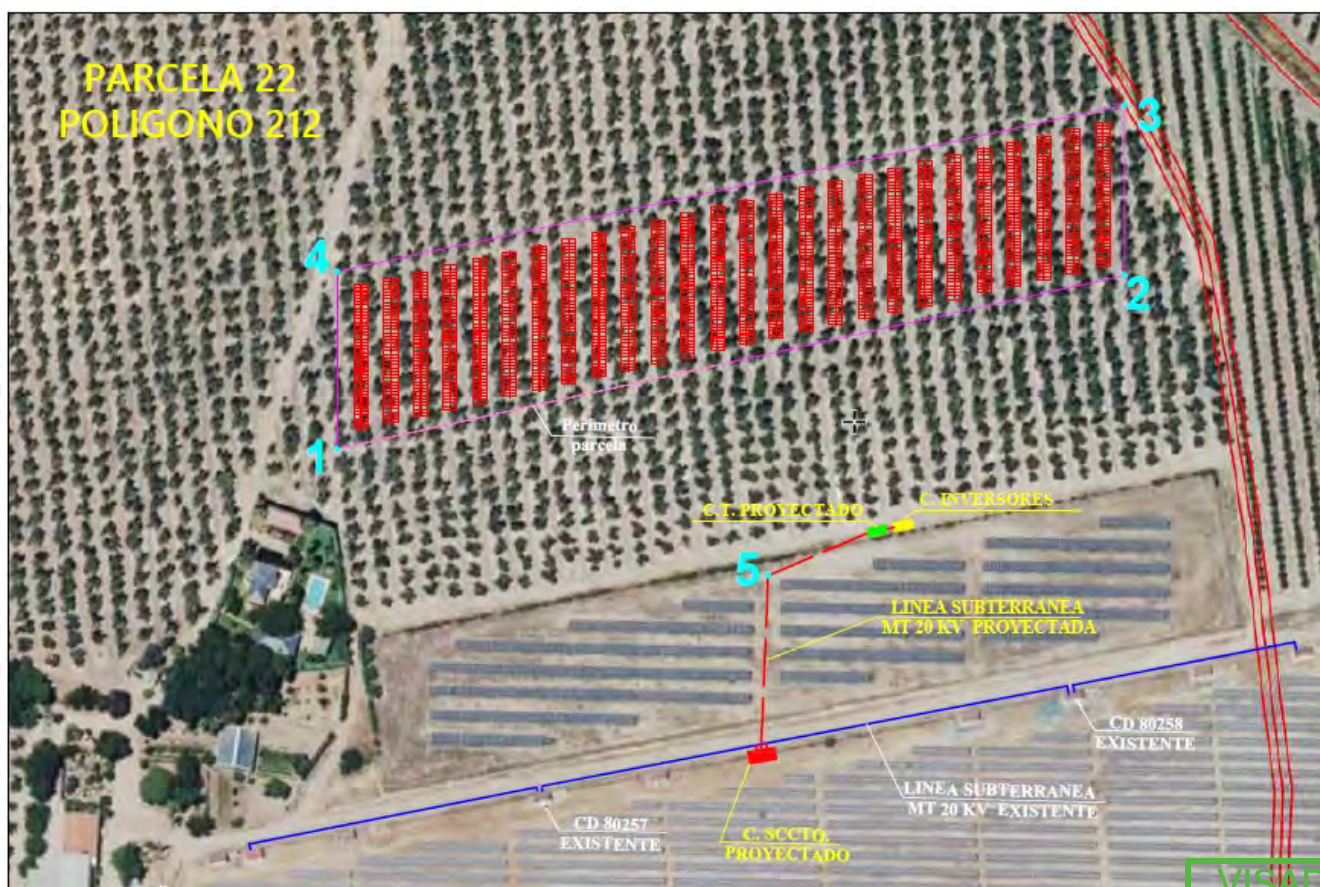 PARCELA 22
POLIGONO 212
3
4
2
Perimetro
parcela
1
C.T. PROYECTADO
C. INVERSORES
5
LINEA SUBTERRANEA
MT 20 KV PROYECTADA
CD 80258
EXISTENTE
LINEA SUBTERRANEA
MT 20 KV EXISTENTE
CD 80257
EXISTENTE
C. SCCTO.
PROYECTADO